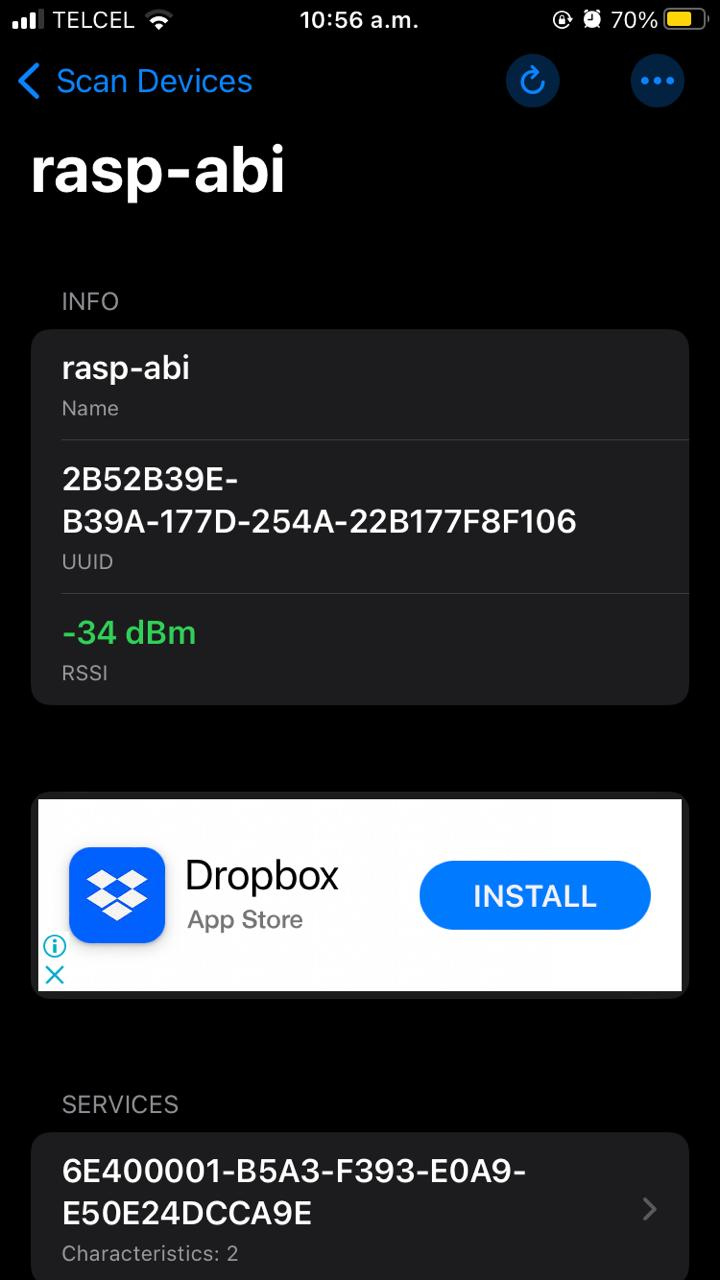 TELCEL 10:56 a.m. 70%
Scan Devices
rasp-abi
INFO
rasp-abi
Name
2B52B39E-
B39A-177D-254A-22B177F8F106
UUID
-34 dBm
RSSI
Dropbox
App Store
INSTALL
SERVICES
6E400001-B5A3-F393-E0A9-
E50E24DCCA9E
Characteristics: 2